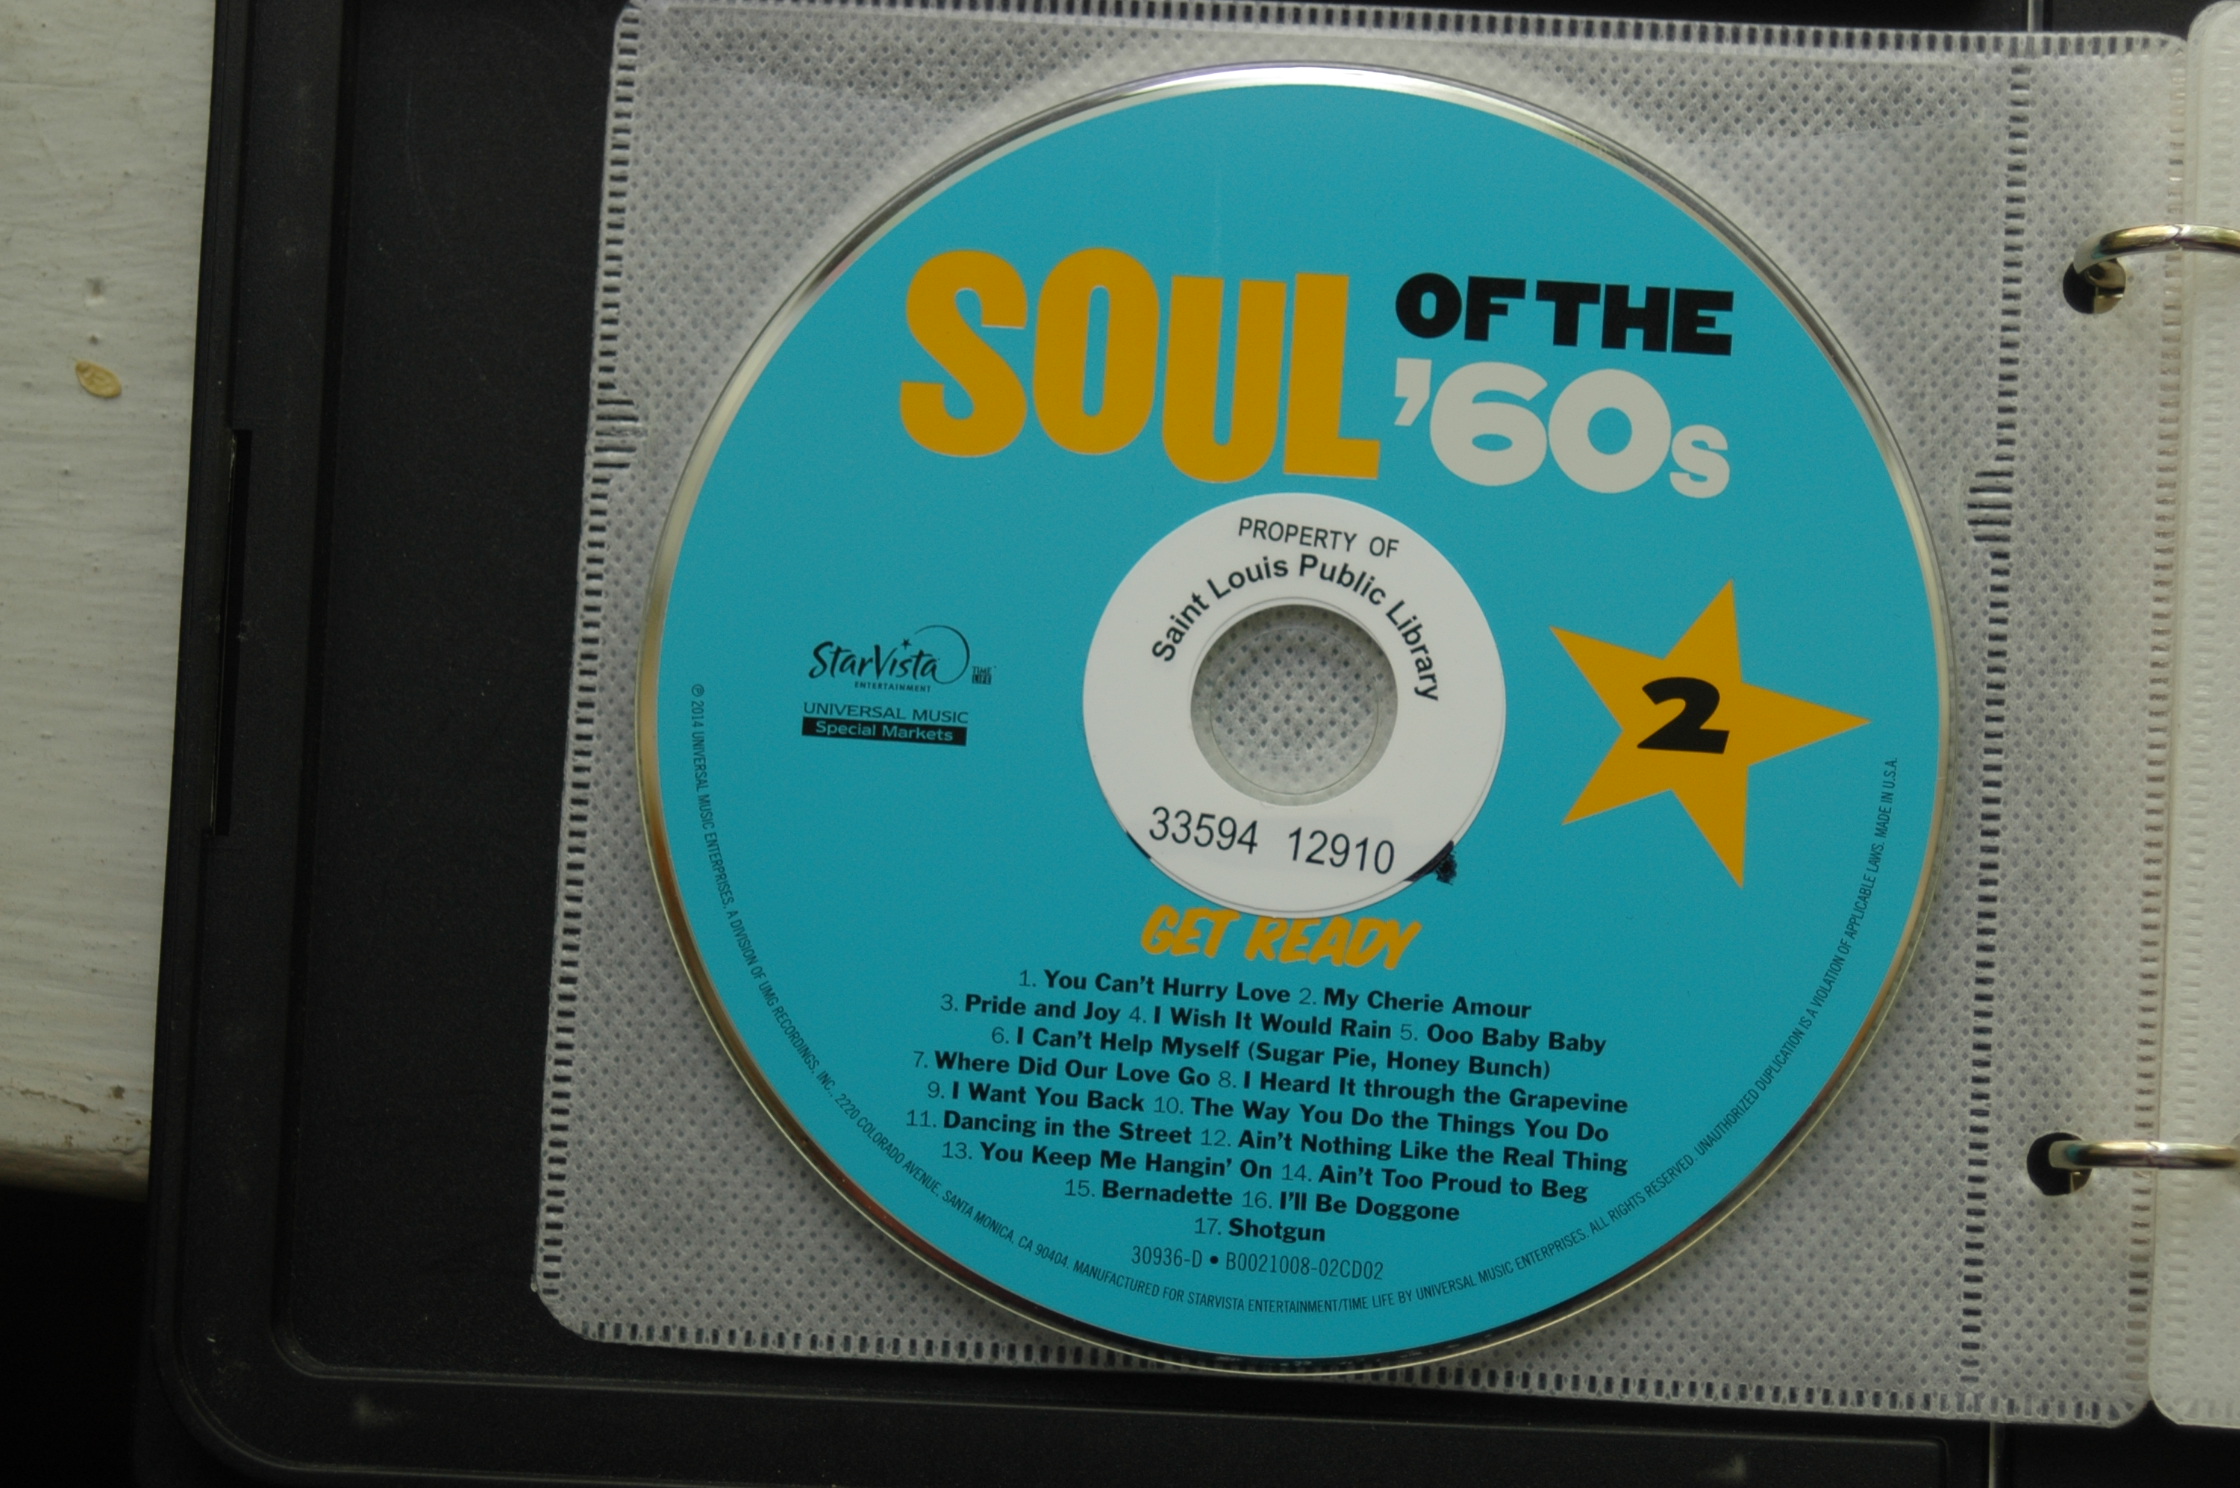 SOUL OF THE
'60s
PROPERTY OF
Saint Louis Public Library
StarVista
ENTERTAINMENT
TIME
LIFE
UNIVERSAL MUSIC
Special Markets
2
33594 12910
GET READY
1. You Can't Hurry Love 2. My Cherie Amour
3. Pride and Joy 4. I Wish It Would Rain 5. Ooo Baby Baby
6. I Can't Help Myself (Sugar Pie, Honey Bunch)
7. Where Did Our Love Go 8. I Heard It through the Grapevine
9. I Want You Back 10. The Way You Do the Things You Do
11. Dancing in the Street 12. Ain't Nothing Like the Real Thing
13. You Keep Me Hangin' On 14. Ain't Too Proud to Beg
15. Bernadette 16. I'll Be Doggone
17. Shotgun
30936-D • B0021008-02CD02
℗ 2014 UNIVERSAL MUSIC ENTERPRISES, A DIVISION OF UMG RECORDINGS, INC., 2220 COLORADO AVENUE, SANTA MONICA, CA 90404. MANUFACTURED FOR STARVISTA ENTERTAINMENT/TIME LIFE BY UNIVERSAL MUSIC ENTERPRISES. ALL RIGHTS RESERVED. UNAUTHORIZED DUPLICATION IS A VIOLATION OF APPLICABLE LAWS. MADE IN U.S.A.